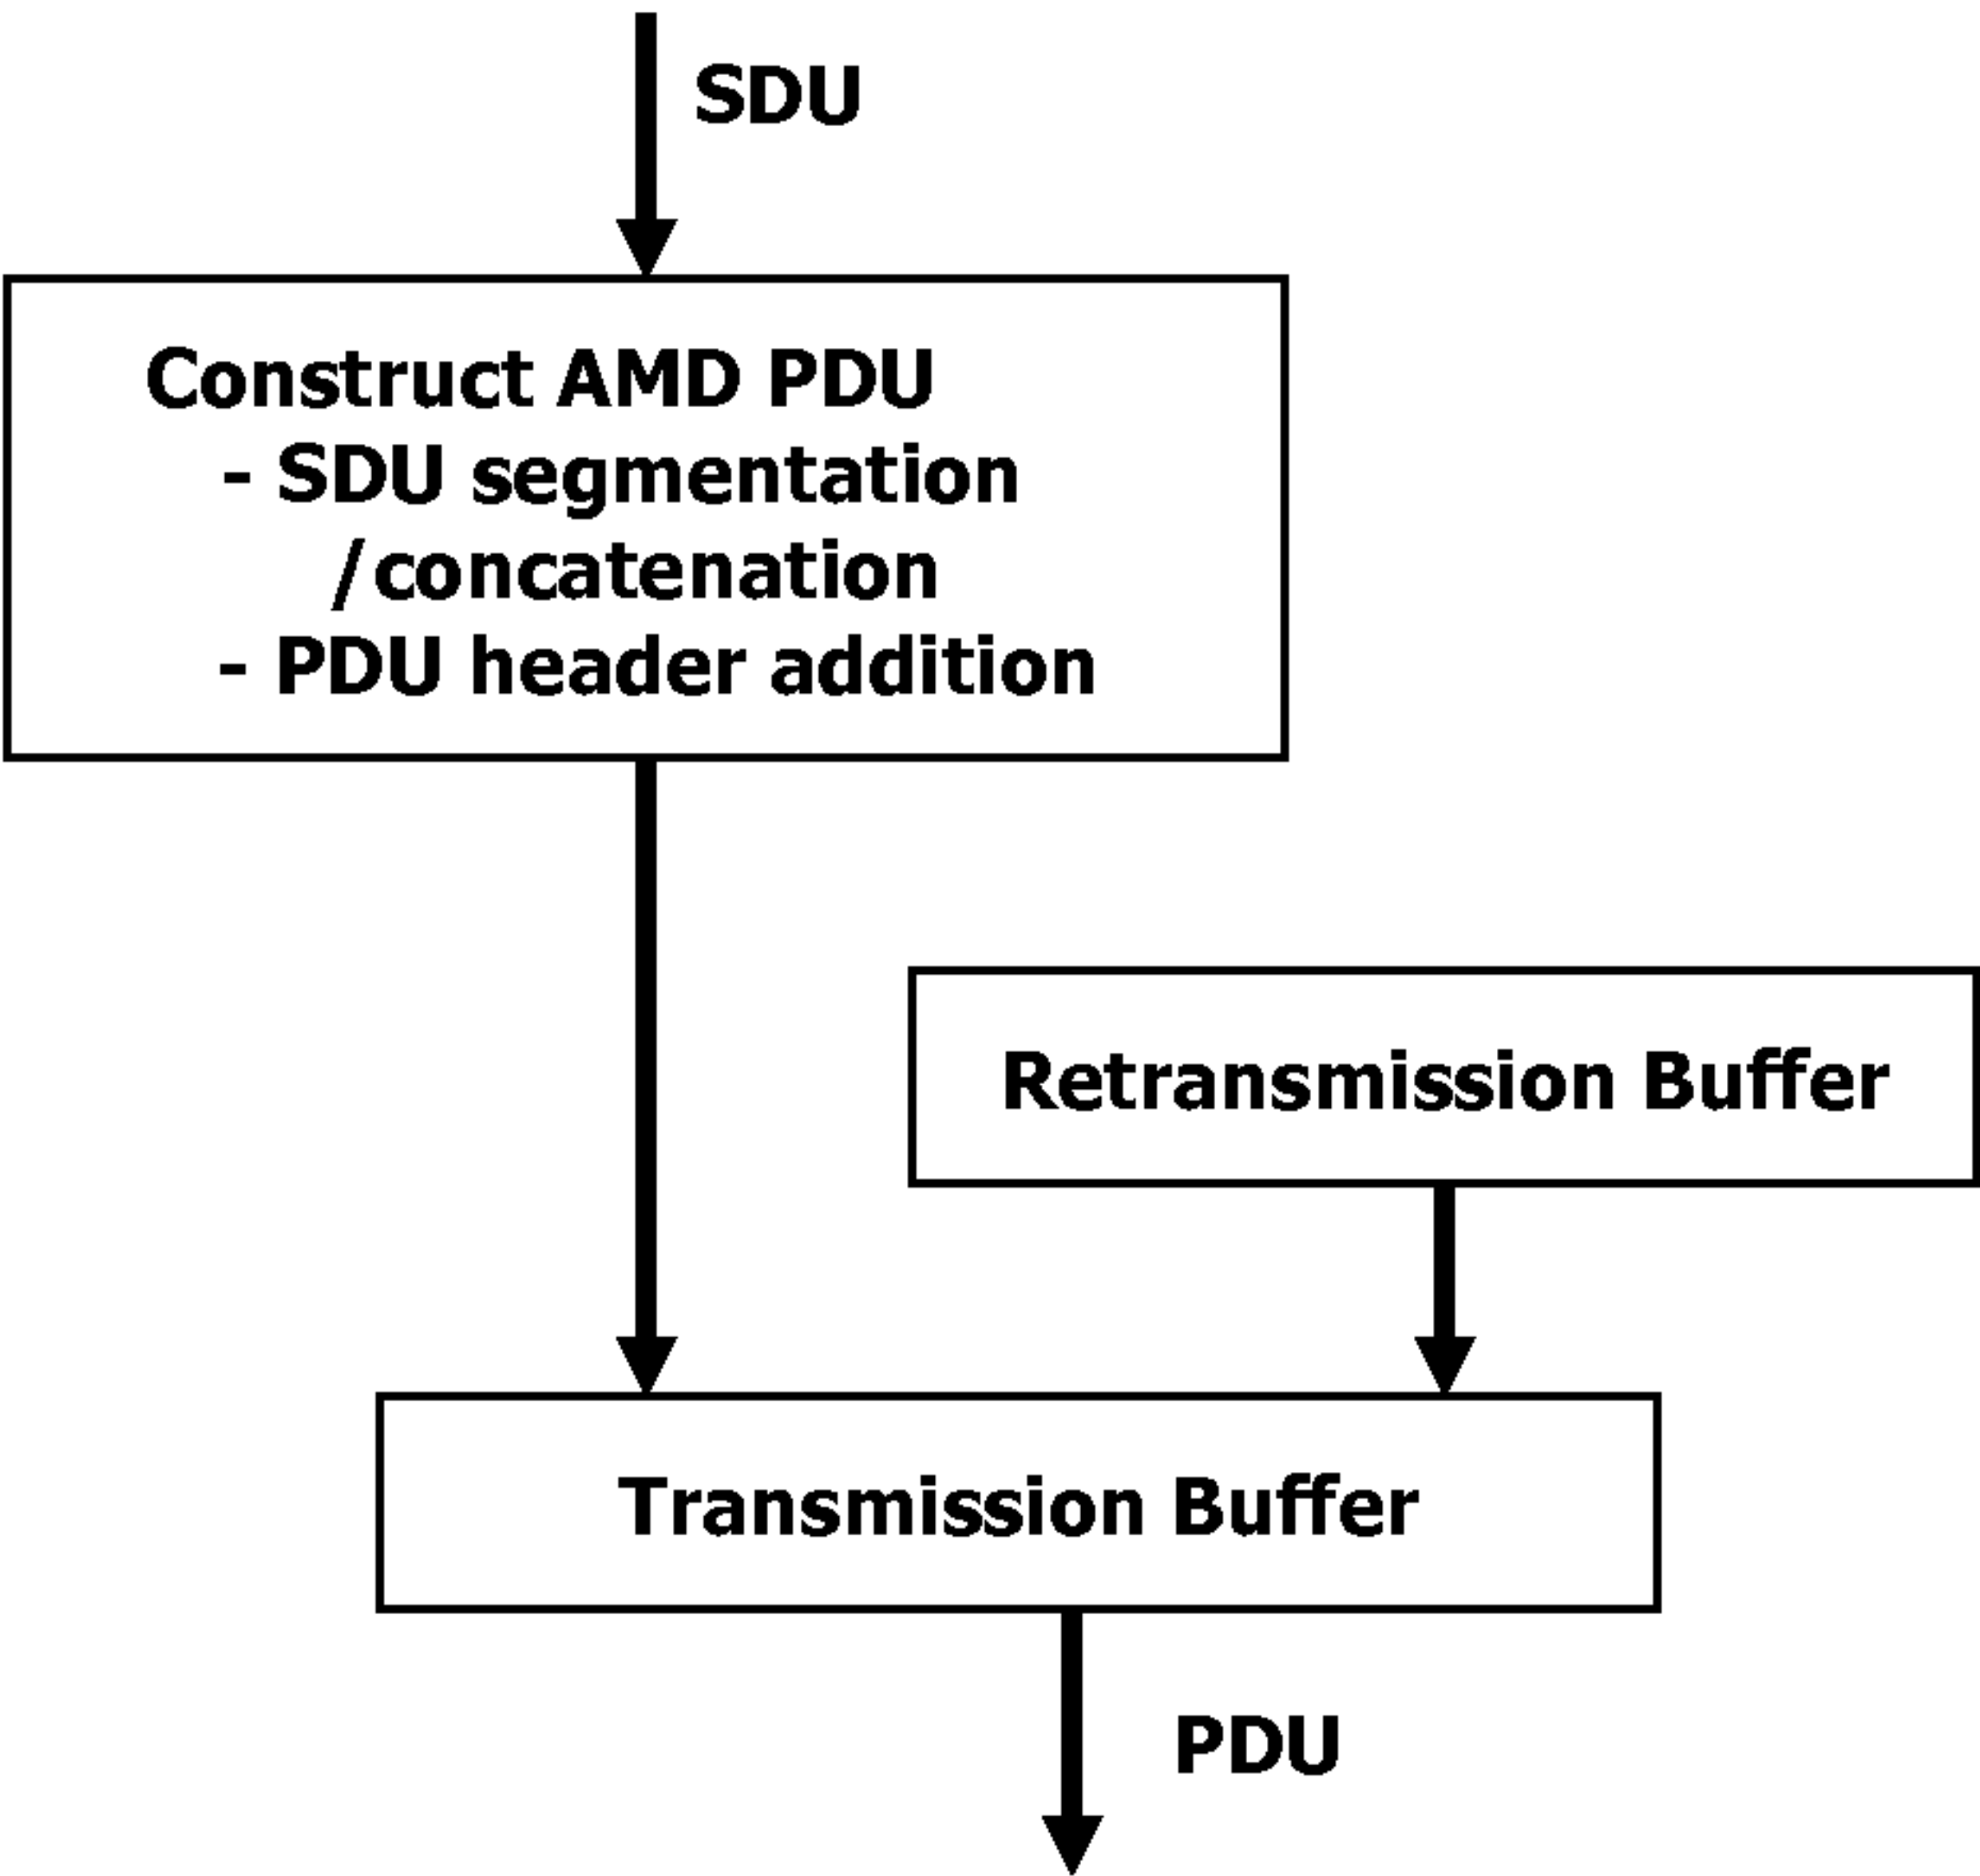 SDU
Construct AMD PDU
- SDU segmentation
/concatenation
- PDU header addition
Retransmission Buffer
Transmission Buffer
PDU